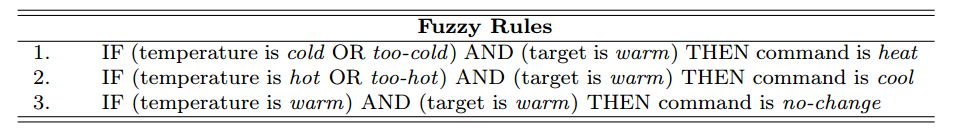 Fuzzy Rules
1. IF (temperature is cold OR too-cold) AND (target is warm) THEN command is heat
2. IF (temperature is hot OR too-hot) AND (target is warm) THEN command is cool
3. IF (temperature is warm) AND (target is warm) THEN command is no-change